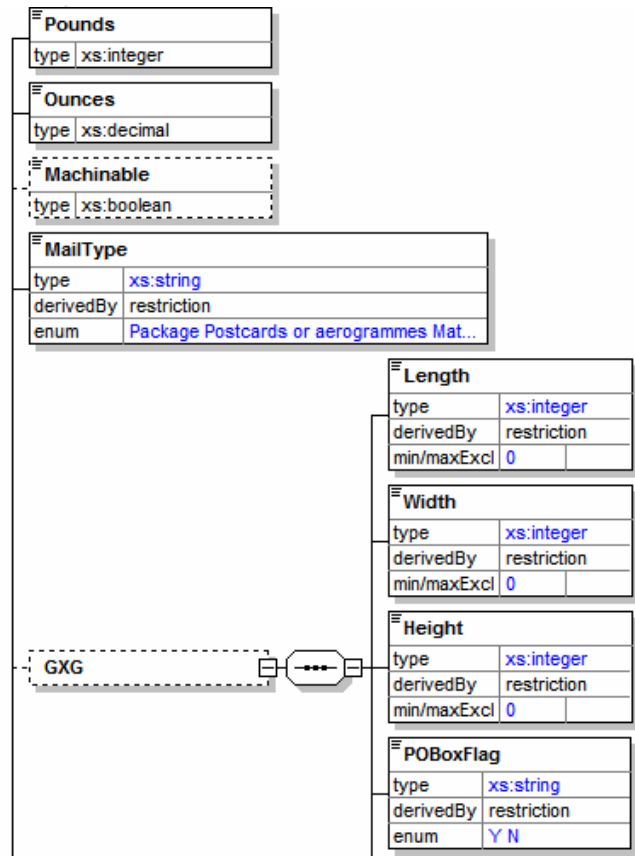 Pounds
type xs:integer
Ounces
type xs:decimal
Machinable
type xs:boolean
MailType
type xs:string
derivedBy restriction
enum Package Postcards or aerogrammes Mat...
Length
type xs:integer
derivedBy restriction
min/maxExcl 0
Width
type xs:integer
derivedBy restriction
min/maxExcl 0
GXG
Height
type xs:integer
derivedBy restriction
min/maxExcl 0
POBoxFlag
type xs:string
derivedBy restriction
enum Y N